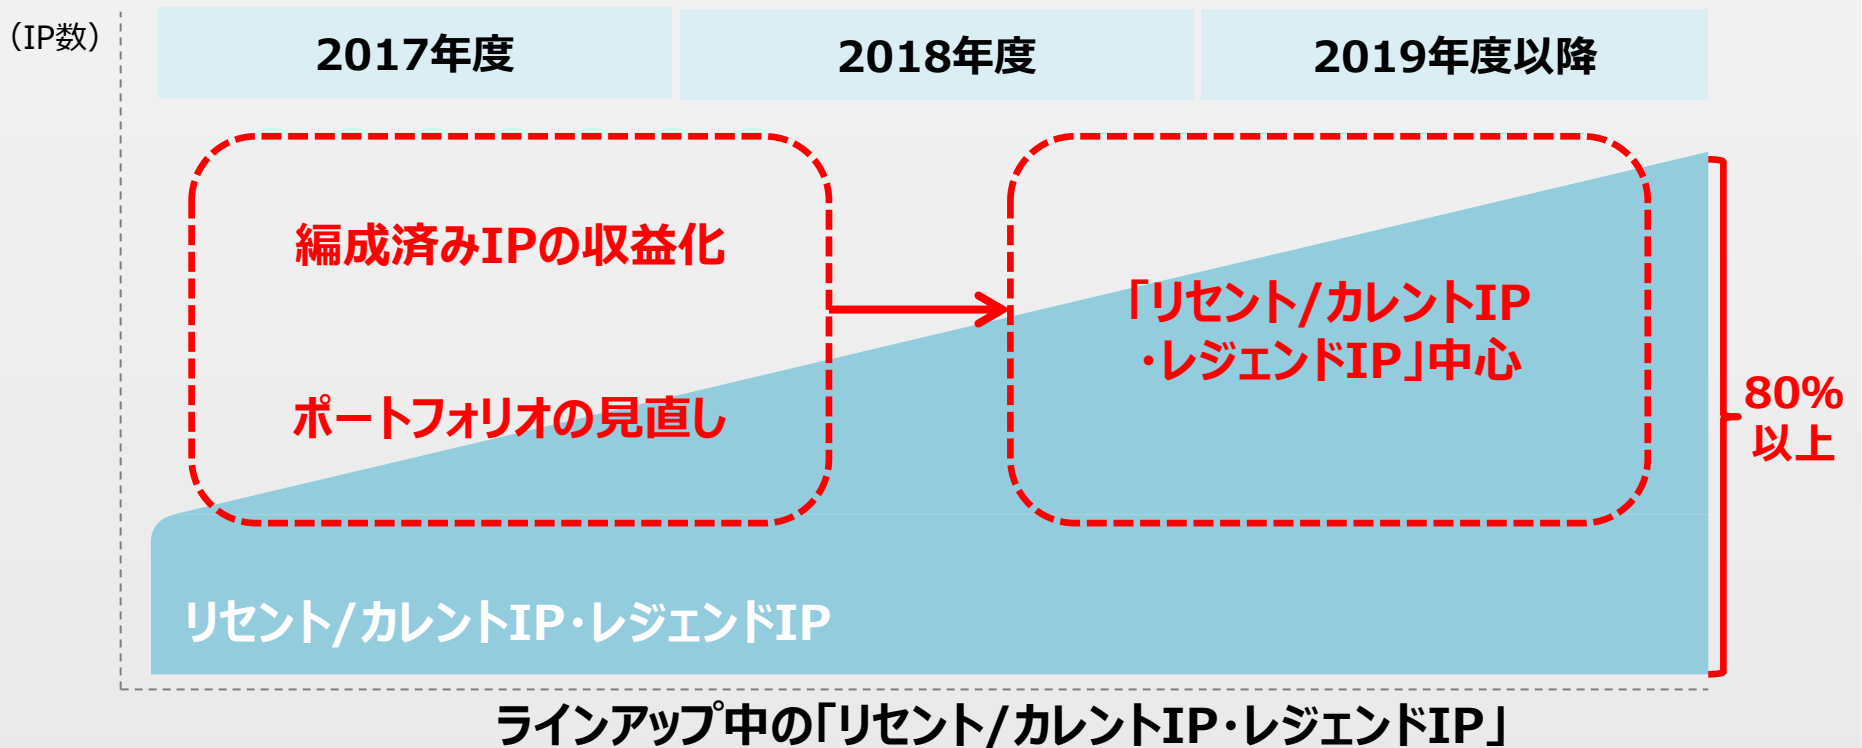 （IP数）
2017年度
2018年度
2019年度以降
編成済みIPの収益化
ポートフォリオの見直し
「リセント/カレントIP
・レジェンドIP」中心
80%
以上
リセント/カレントIP・レジェンドIP
ラインアップ中の「リセント/カレントIP・レジェンドIP」